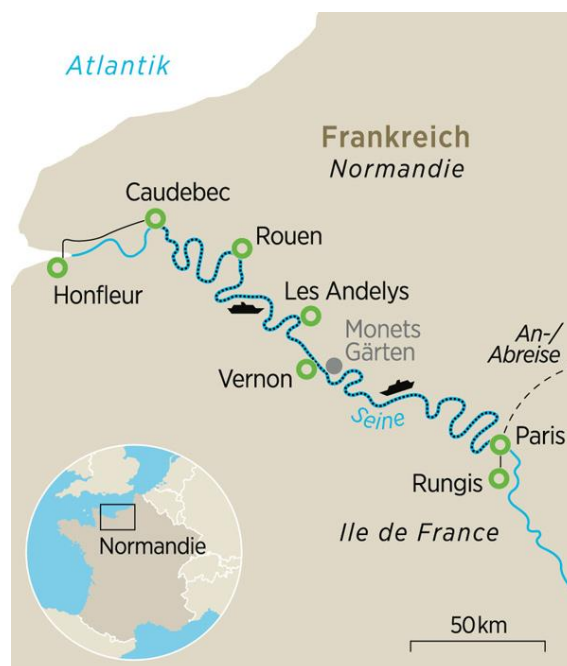 Atlantik
Frankreich
Normandie
Caudebec
Rouen
Honfleur
Les Andelys
Monets
Gärten
An-/
Abreise
Vernon
Seine
Paris
Rungis
Ile de France
Normandie
50 km